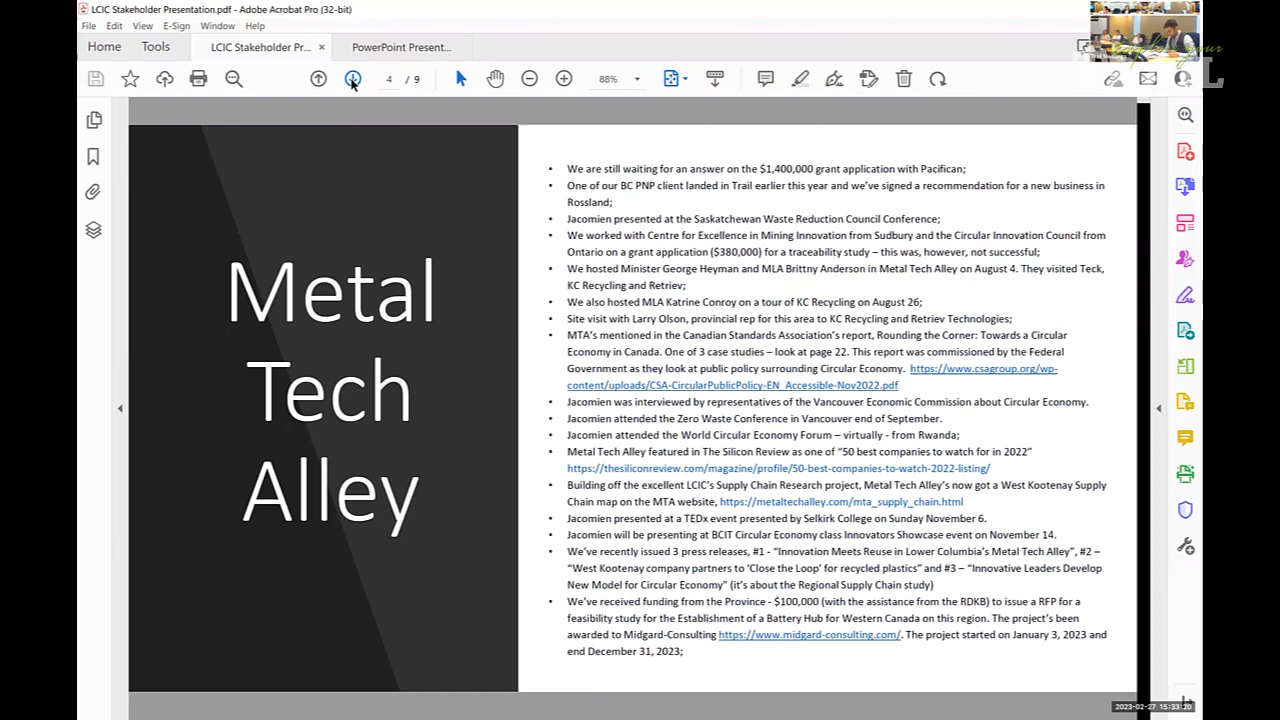 LCIC Stakeholder Presentation.pdf - Adobe Acrobat Pro (32-bit)
File Edit View E-Sign Window Help
Home Tools LCIC Stakeholder Pr... × PowerPoint Present...
4 / 9 88%
Metal
Tech
Alley
• We are still waiting for an answer on the $1,400,000 grant application with Pacifican;
• One of our BC PNP client landed in Trail earlier this year and we've signed a recommendation for a new business in
Rossland;
• Jacomien presented at the Saskatchewan Waste Reduction Council Conference;
• We worked with Centre for Excellence in Mining Innovation from Sudbury and the Circular Innovation Council from
Ontario on a grant application ($380,000) for a traceability study – this was, however, not successful;
• We hosted Minister George Heyman and MLA Brittny Anderson in Metal Tech Alley on August 4. They visited Teck,
KC Recycling and Retriev;
• We also hosted MLA Katrine Conroy on a tour of KC Recycling on August 26;
• Site visit with Larry Olson, provincial rep for this area to KC Recycling and Retriev Technologies;
• MTA's mentioned in the Canadian Standards Association's report, Rounding the Corner: Towards a Circular
Economy in Canada. One of 3 case studies – look at page 22. This report was commissioned by the Federal
Government as they look at public policy surrounding Circular Economy. https://www.csagroup.org/wp-
content/uploads/CSA-CircularPublicPolicy-EN_Accessible-Nov2022.pdf
• Jacomien was interviewed by representatives of the Vancouver Economic Commission about Circular Economy.
• Jacomien attended the Zero Waste Conference in Vancouver end of September.
• Jacomien attended the World Circular Economy Forum – virtually - from Rwanda;
• Metal Tech Alley featured in The Silicon Review as one of "50 best companies to watch for in 2022"
https://thesiliconreview.com/magazine/profile/50-best-companies-to-watch-2022-listing/
• Building off the excellent LCIC's Supply Chain Research project, Metal Tech Alley's now got a West Kootenay Supply
Chain map on the MTA website, https://metaltechalley.com/mta_supply_chain.html
• Jacomien presented at a TEDx event presented by Selkirk College on Sunday November 6.
• Jacomien will be presenting at BCIT Circular Economy class Innovators Showcase event on November 14.
• We've recently issued 3 press releases, #1 - "Innovation Meets Reuse in Lower Columbia's Metal Tech Alley", #2 –
"West Kootenay company partners to 'Close the Loop' for recycled plastics" and #3 – "Innovative Leaders Develop
New Model for Circular Economy" (it's about the Regional Supply Chain study)
• We've received funding from the Province - $100,000 (with the assistance from the RDKB) to issue a RFP for a
feasibility study for the Establishment of a Battery Hub for Western Canada on this region. The project's been
awarded to Midgard-Consulting https://www.midgard-consulting.com/. The project started on January 3, 2023 and
end December 31, 2023;
2023-02-27 15:33:20